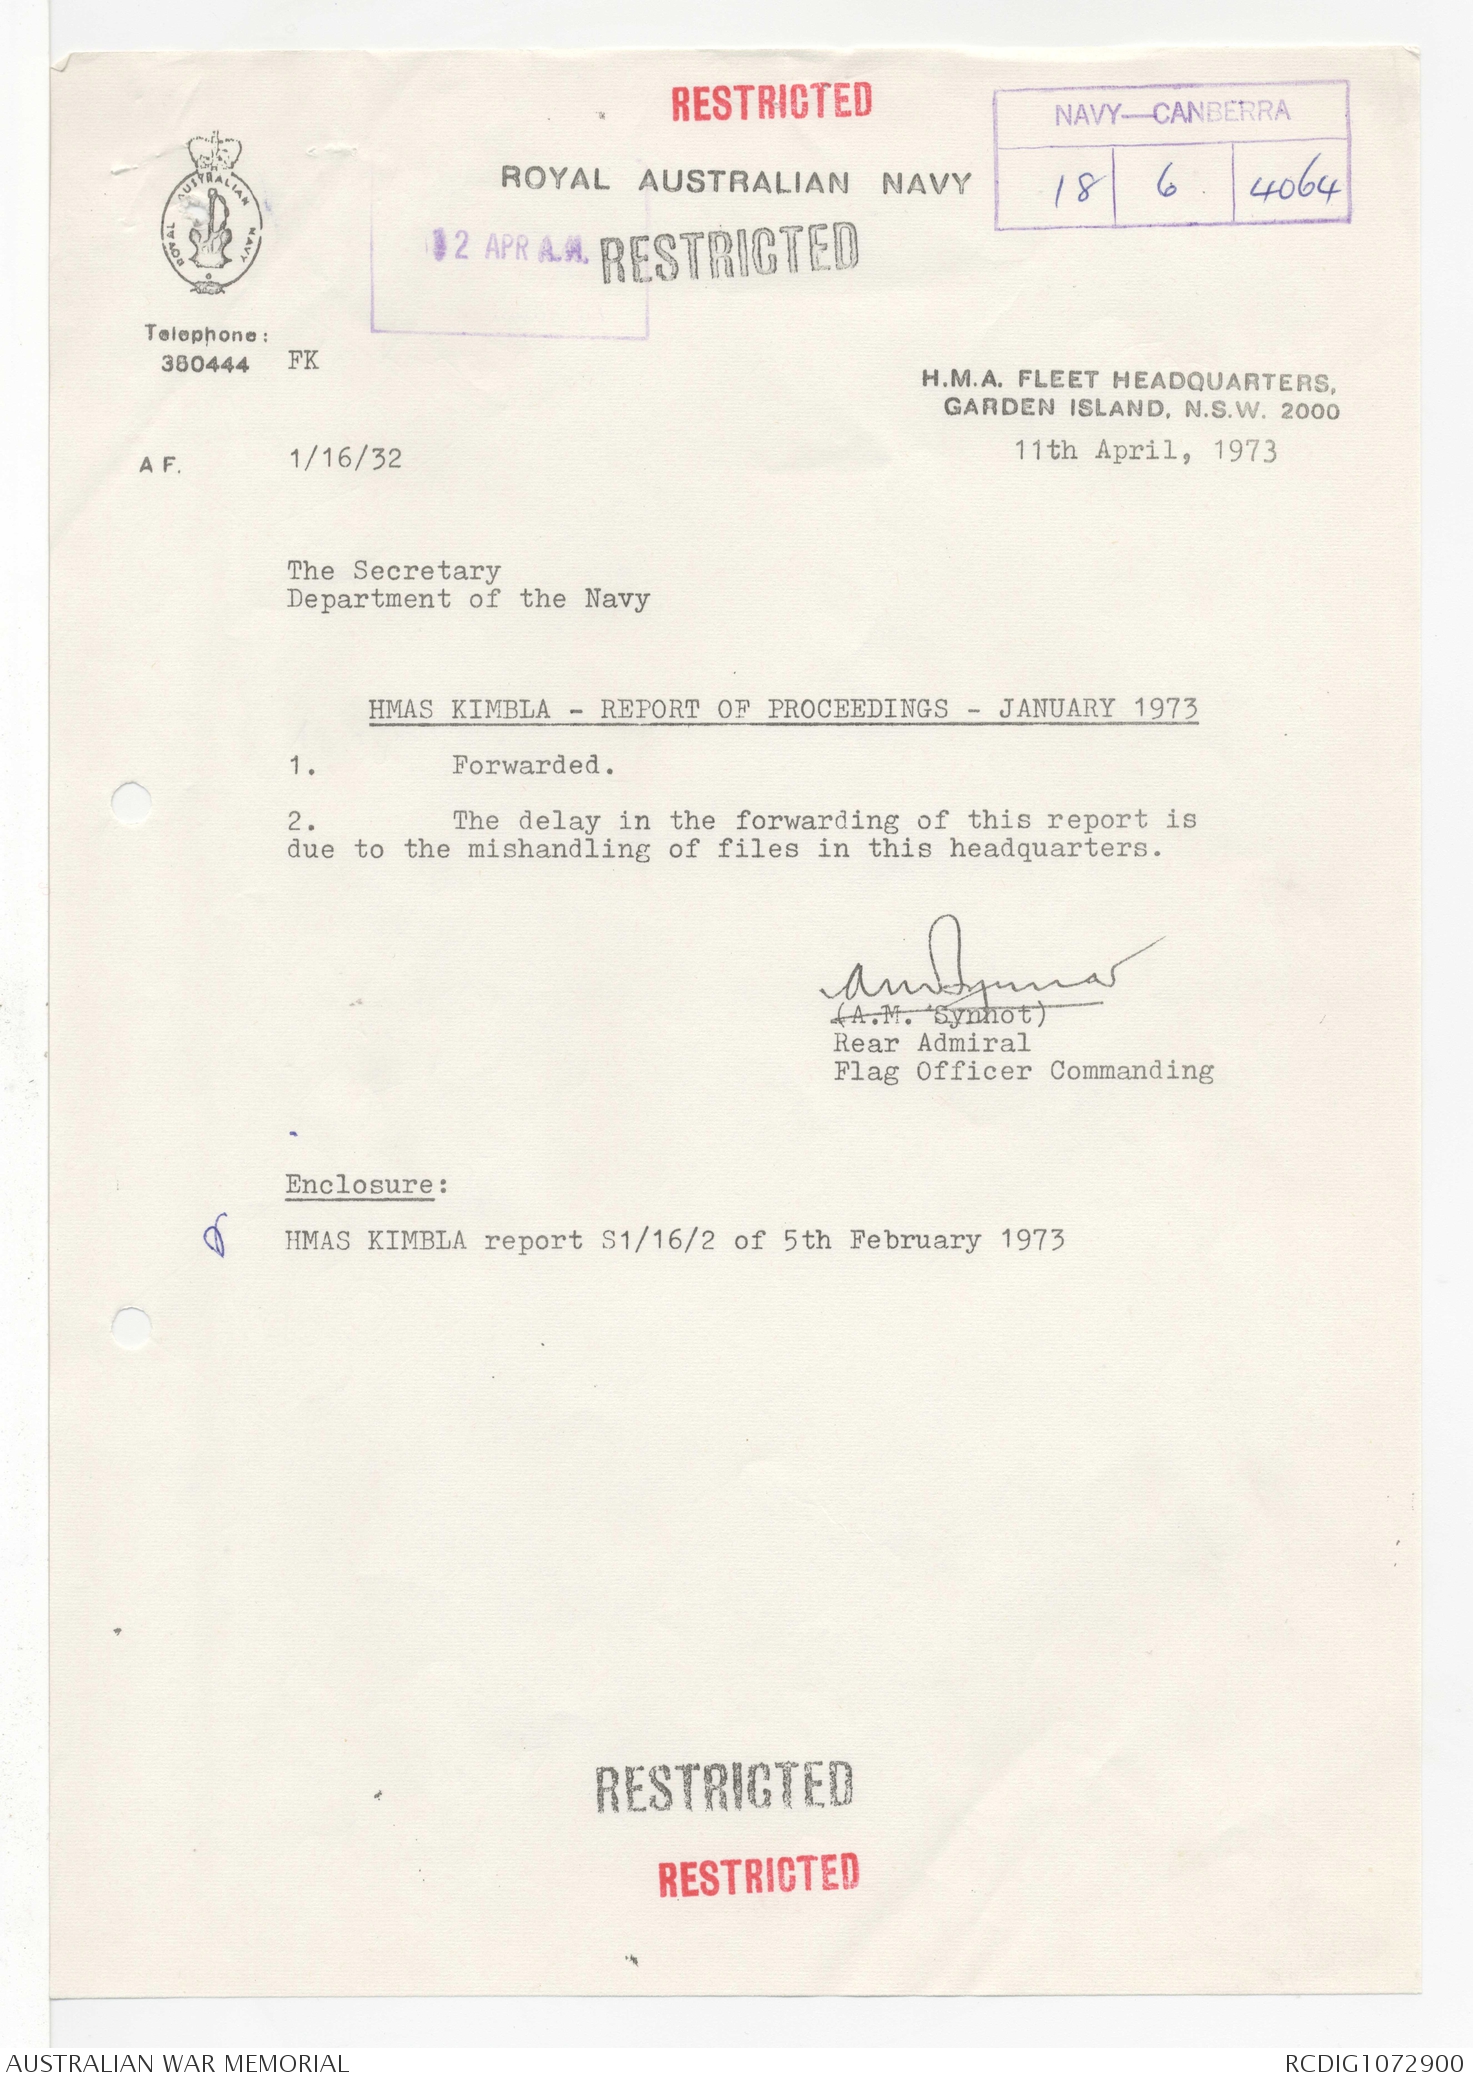 RESTRICTED
NAVY—CANBERRA
18 6 4064
ROYAL AUSTRALIAN NAVY
12 APR A.M.
RESTRICTED
ROYAL AUSTRALIAN NAVY
Telephone:
FK
H.M.A. FLEET HEADQUARTERS,
GARDEN ISLAND, N.S.W. 2000
11th April, 1973
A F. 1/16/32
The Secretary
Department of the Navy
HMAS KIMBLA - REPORT OF PROCEEDINGS - JANUARY 1973
1. Forwarded.
2. The delay in the forwarding of this report is
due to the mishandling of files in this headquarters.
(A.M. Synnot)
Rear Admiral
Flag Officer Commanding
Enclosure:
HMAS KIMBLA report S1/16/2 of 5th February 1973
RESTRICTED
RESTRICTED
AUSTRALIAN WAR MEMORIAL
RCDIG1072900